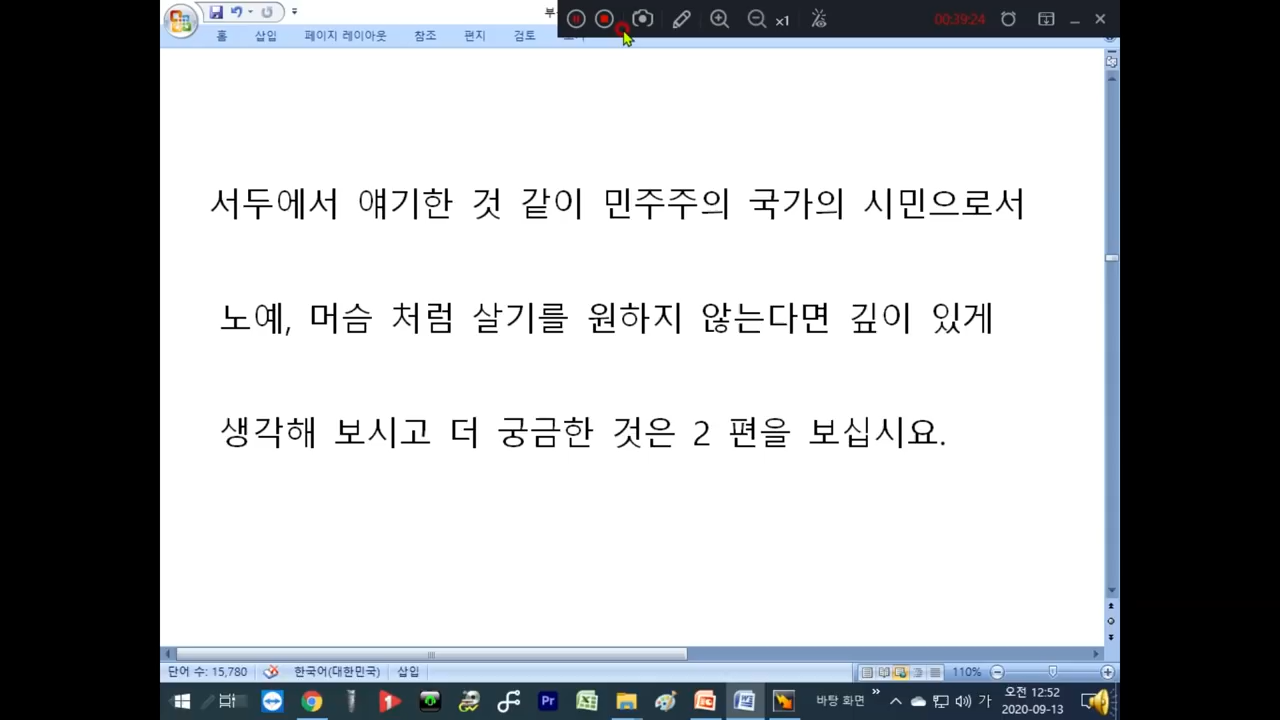 x1
00:39:24
홈 삽입 페이지 레이아웃 참조 편지 검토
서두에서 얘기한 것 같이 민주주의 국가의 시민으로서
노예, 머슴 처럼 살기를 원하지 않는다면 깊이 있게
생각해 보시고 더 궁금한 것은 2 편을 보십시요.
단어 수: 15,780 한국어(대한민국) 삽입 110%
바탕 화면 가 오전 12:52
2020-09-13